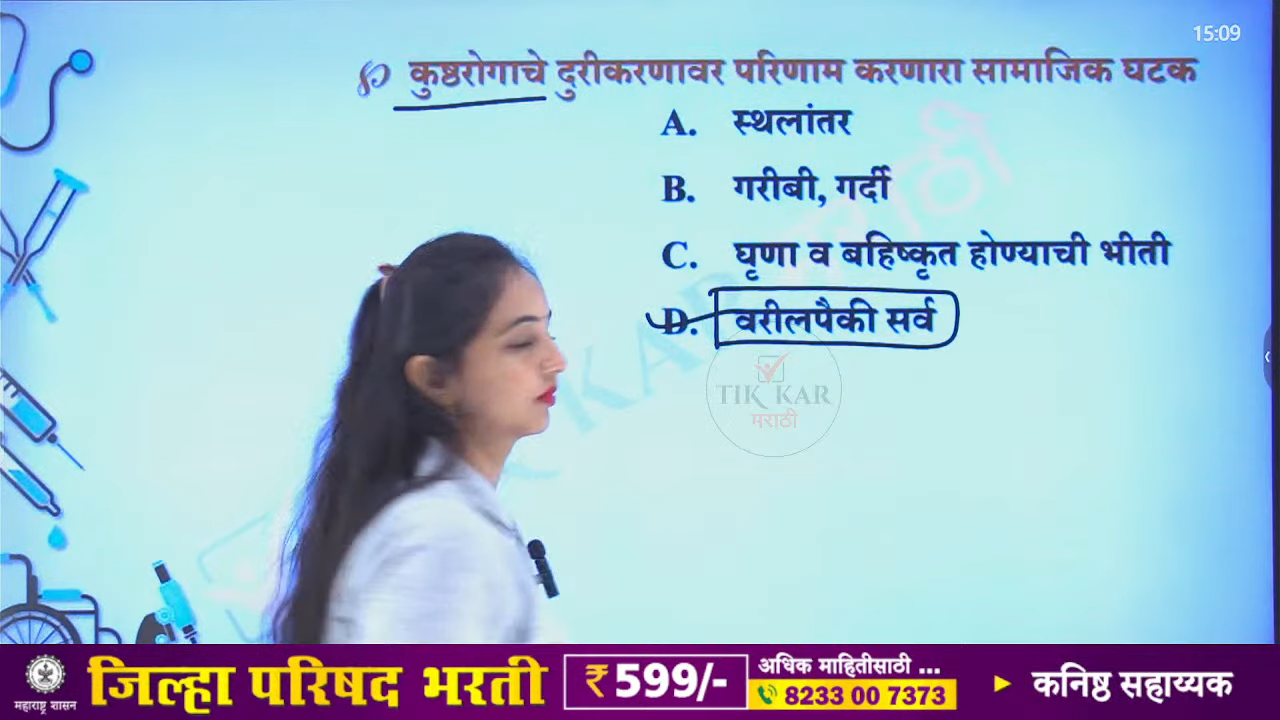 15:09
कुष्ठरोगाचे दुरीकरणावर परिणाम करणारा सामाजिक घटक
A. स्थलांतर
B. गरीबी, गर्दी
C. घृणा व बहिष्कृत होण्याची भीती
D. वरीलपैकी सर्व
TIK KAR
मराठी
महाराष्ट्र शासन
जिल्हा परिषद भरती
₹599/-
अधिक माहितीसाठी ...
8233 00 7373
कनिष्ठ सहाय्यक